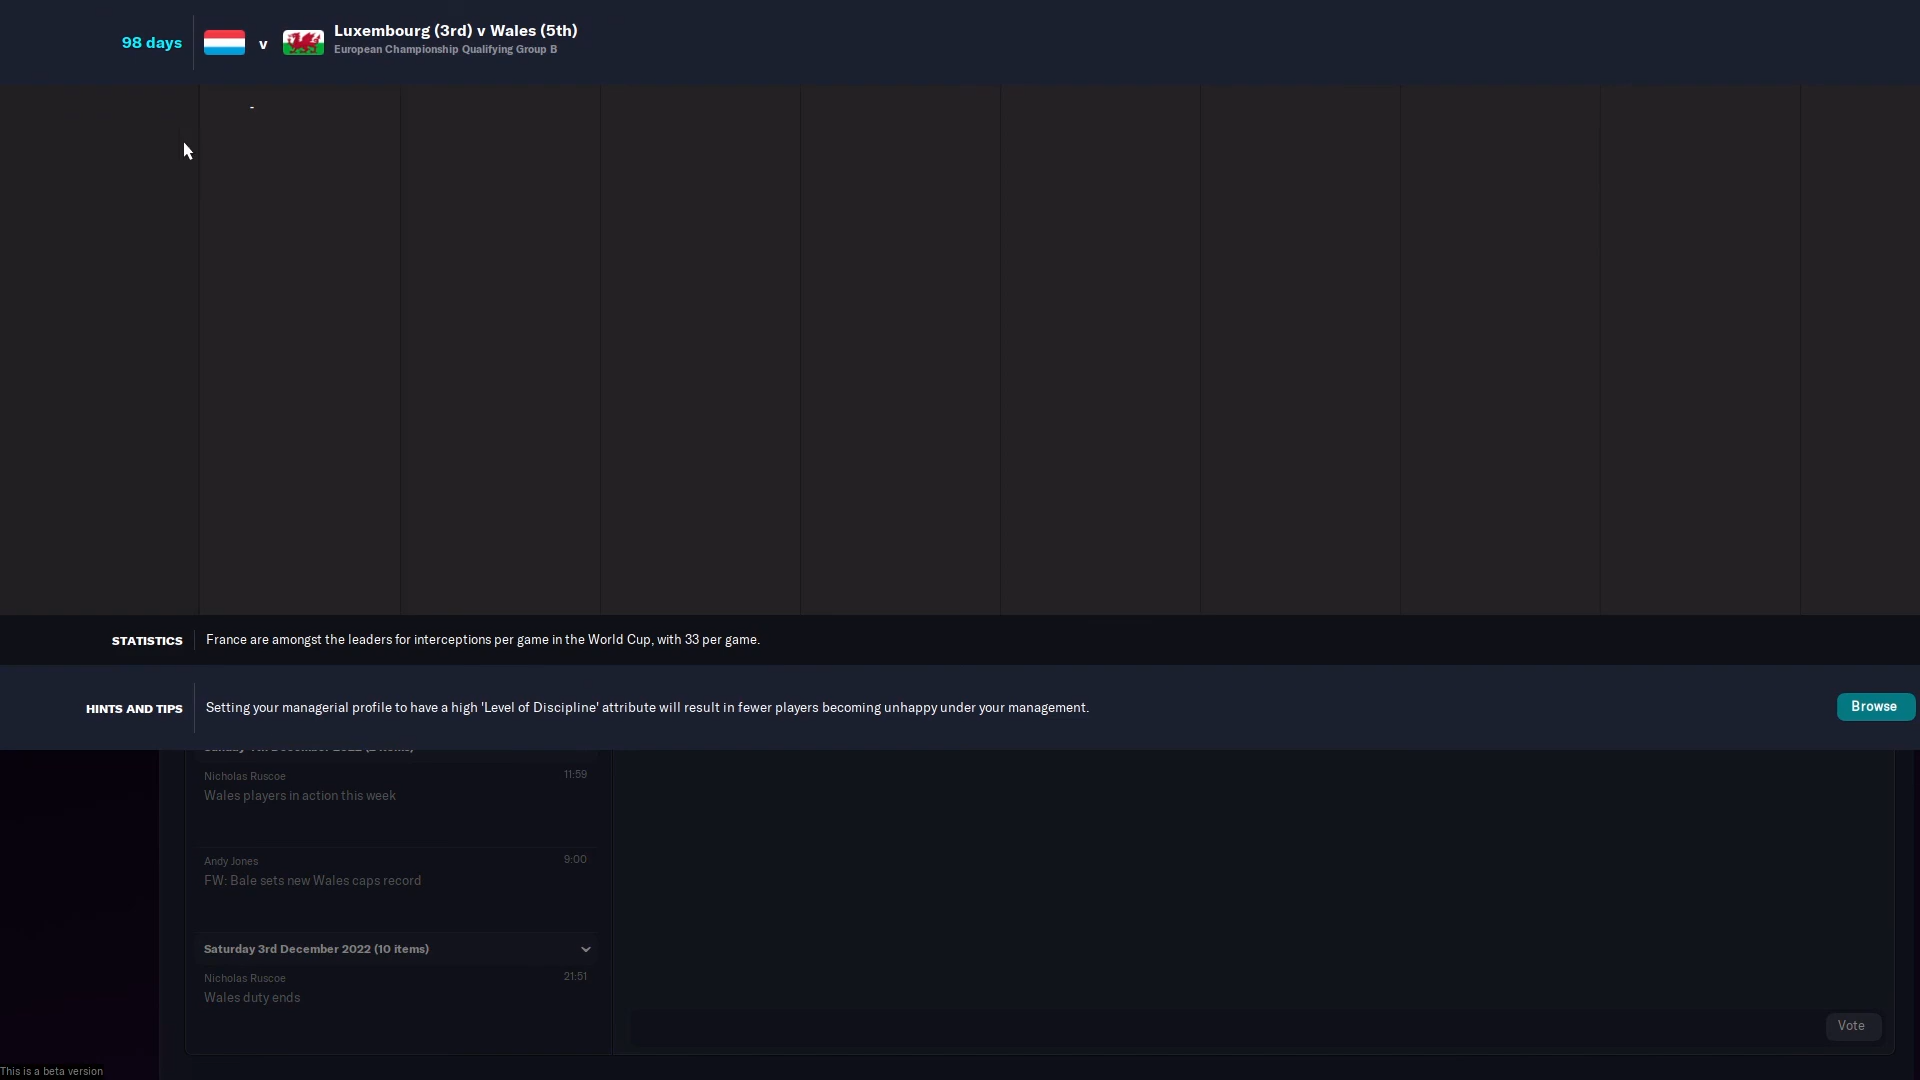 98 days
v
Luxembourg (3rd) v Wales (5th)
European Championship Qualifying Group B
-
STATISTICS
France are amongst the leaders for interceptions per game in the World Cup, with 33 per game.
HINTS AND TIPS
Setting your managerial profile to have a high 'Level of Discipline' attribute will result in fewer players becoming unhappy under your management.
Browse
Nicholas Ruscoe
11:59
Wales players in action this week
Andy Jones
9:00
FW: Bale sets new Wales caps record
Saturday 3rd December 2022 (10 items)
Nicholas Ruscoe
21:51
Wales duty ends
Vote
This is a beta version